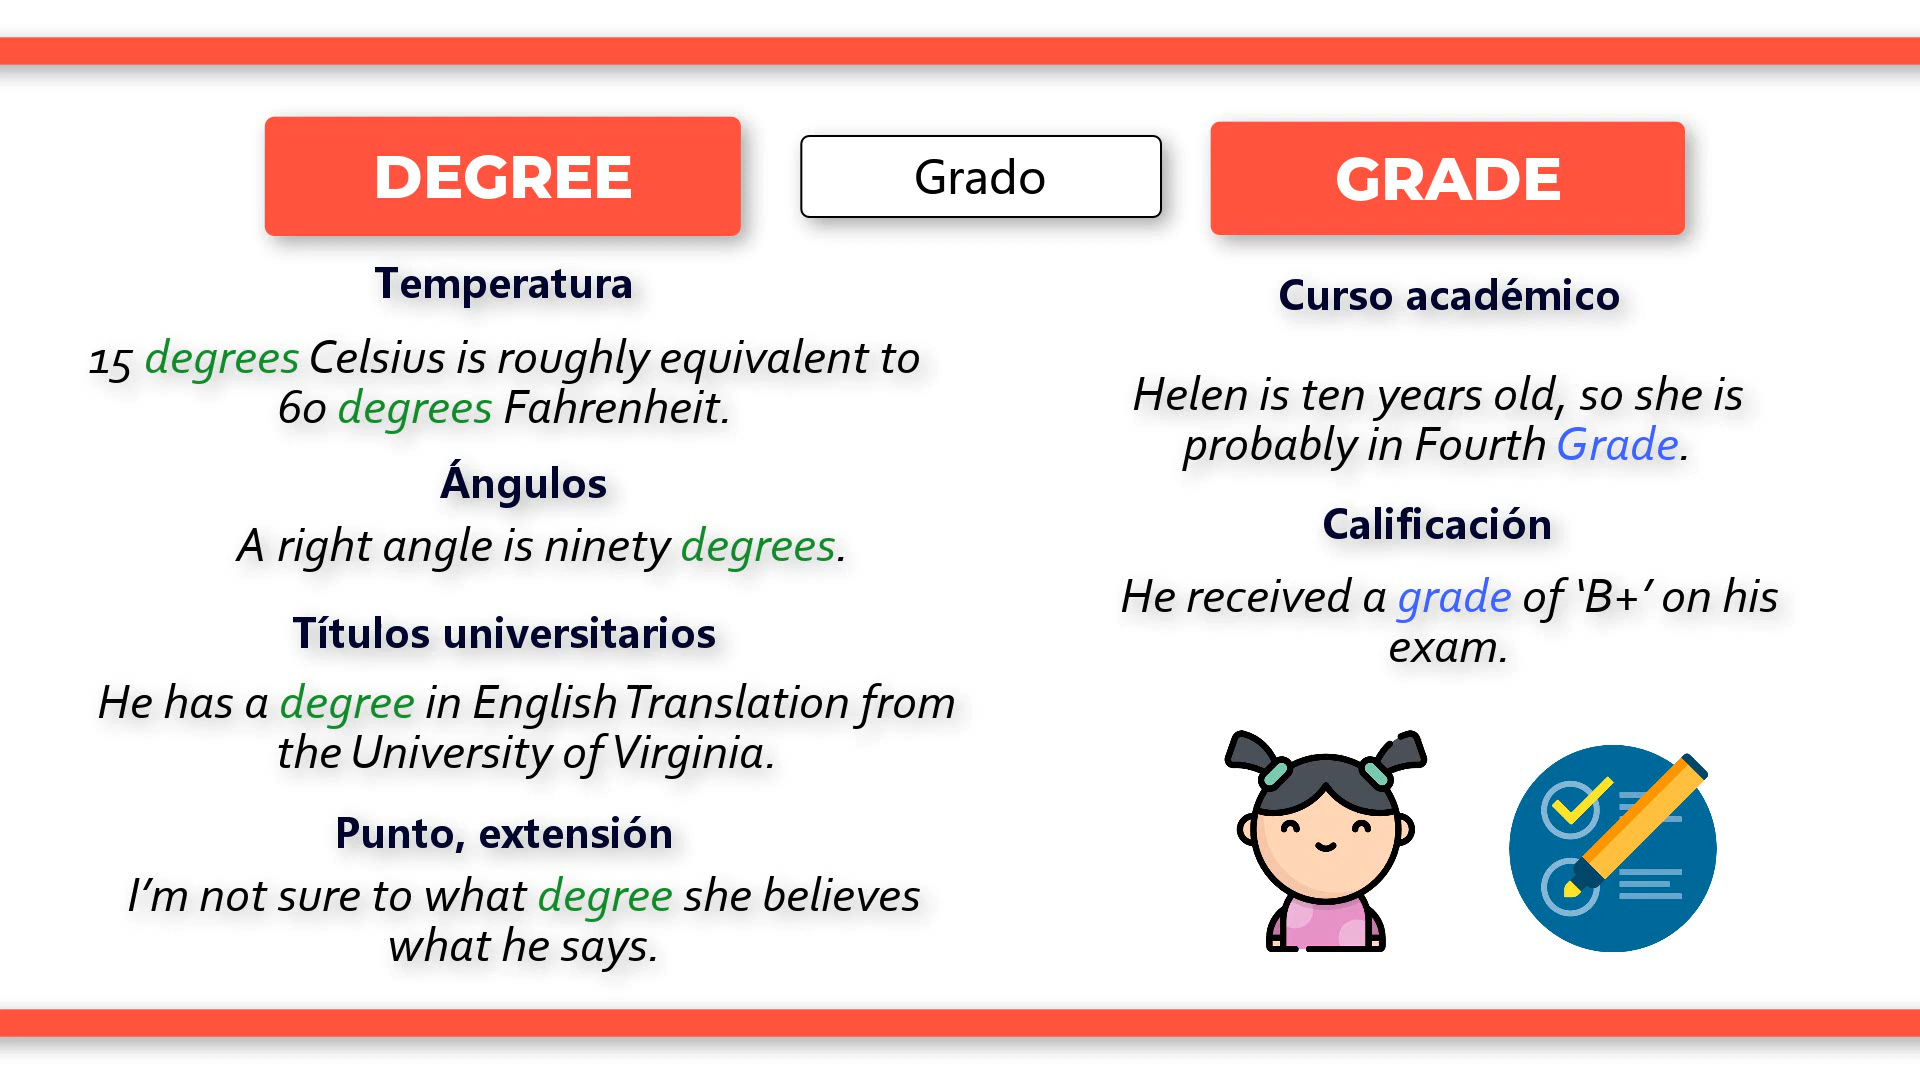 DEGREE
Grado
GRADE
Temperatura
15 degrees Celsius is roughly equivalent to
60 degrees Fahrenheit.
Ángulos
A right angle is ninety degrees.
Títulos universitarios
He has a degree in English Translation from
the University of Virginia.
Punto, extensión
I’m not sure to what degree she believes
what he says.
Curso académico
Helen is ten years old, so she is
probably in Fourth Grade.
Calificación
He received a grade of ‘B+’ on his
exam.